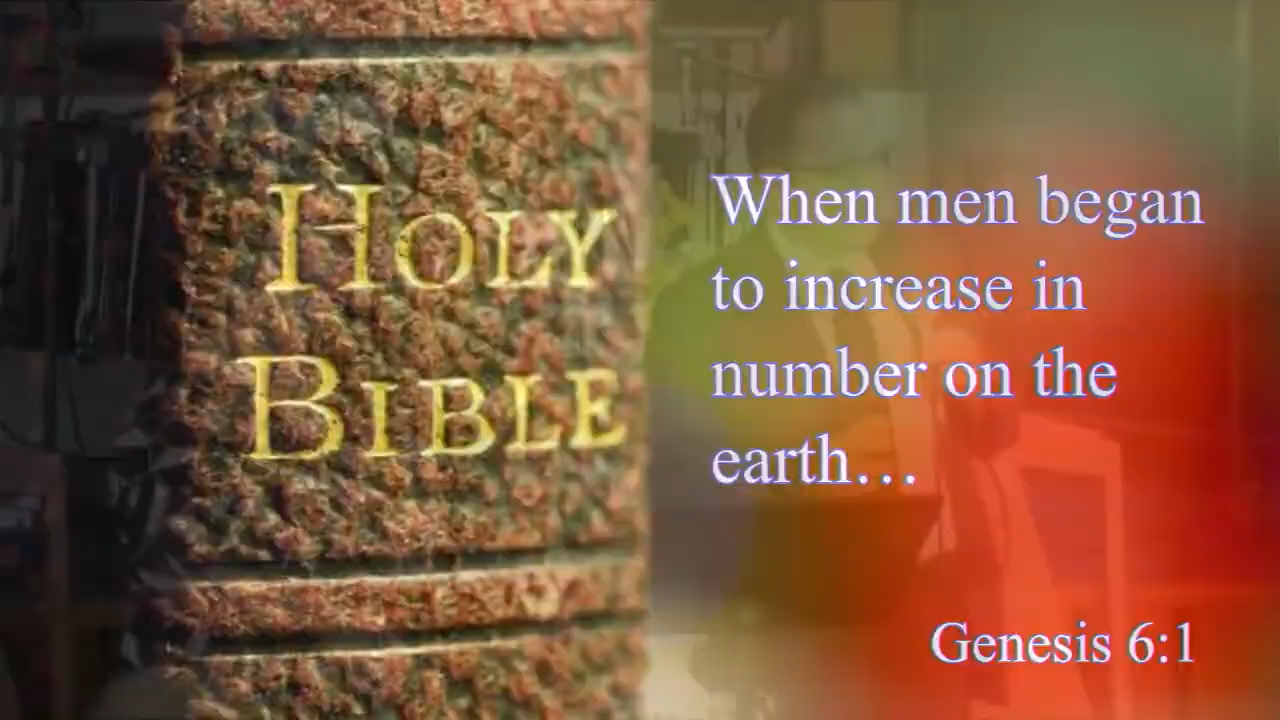 HOLY
BIBLE
When men began
to increase in
number on the
earth…
Genesis 6:1